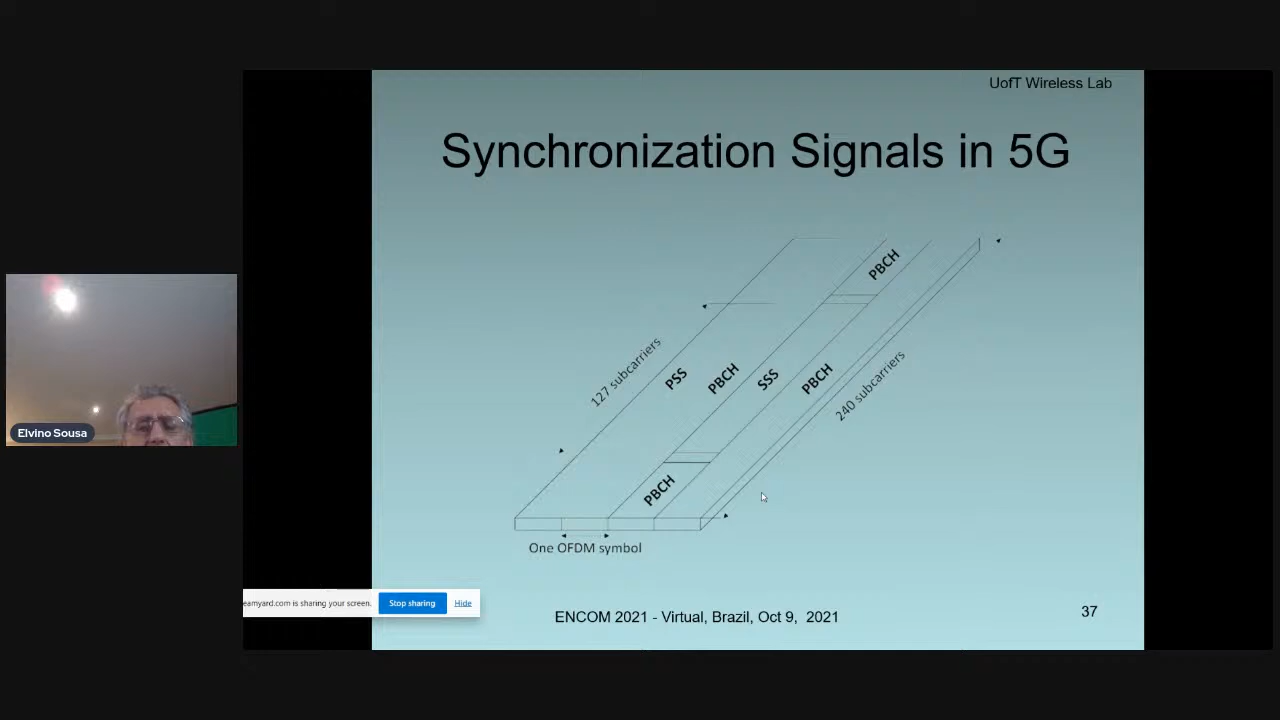 UofT Wireless Lab
Synchronization Signals in 5G
PBCH
127 subcarriers
PSS
PBCH
SSS
PBCH
240 subcarriers
PBCH
One OFDM symbol
Elvino Sousa
eamyard.com is sharing your screen.
Stop sharing
Hide
ENCOM 2021 - Virtual, Brazil, Oct 9, 2021
37